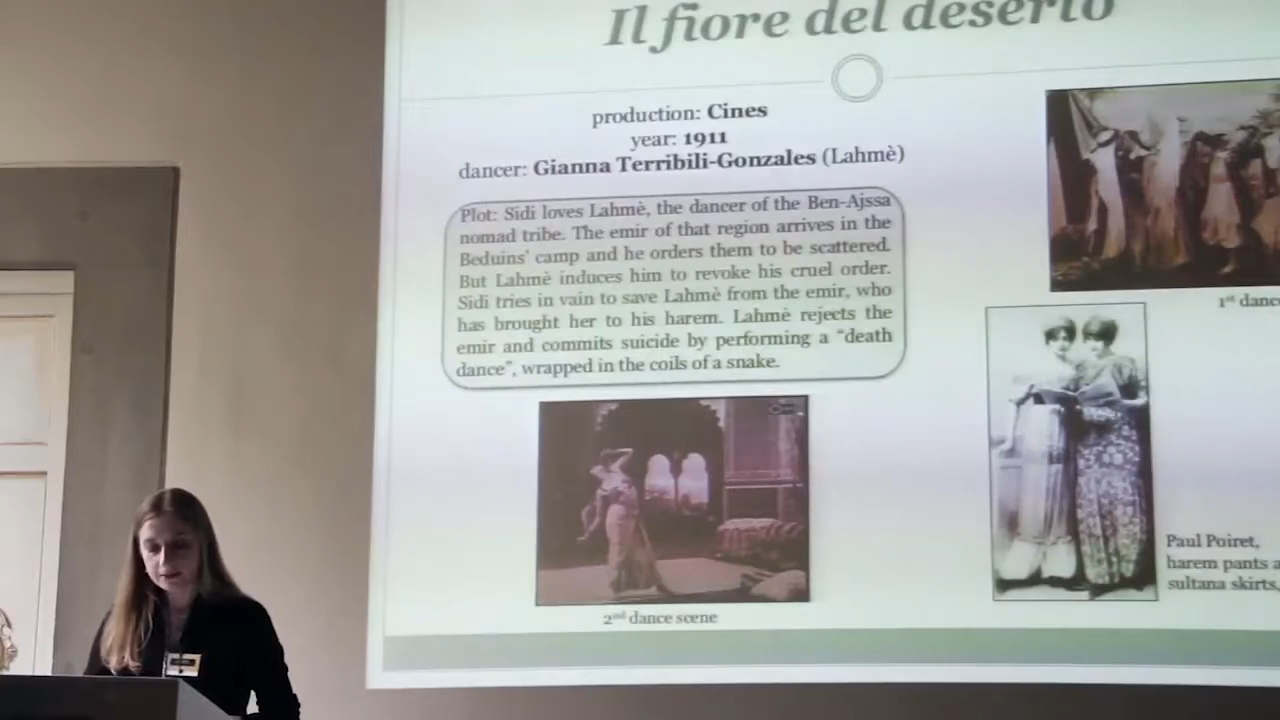 Il fiore del deserto
production: Cines
year: 1911
dancer: Gianna Terribili-Gonzales (Lahmè)
Plot: Sidi loves Lahmè, the dancer of the Ben-Ajssa
nomad tribe. The emir of that region arrives in the
Beduins' camp and he orders them to be scattered.
But Lahmè induces him to revoke his cruel order.
Sidi tries in vain to save Lahmè from the emir, who
has brought her to his harem. Lahmè rejects the
emir and commits suicide by performing a "death
dance", wrapped in the coils of a snake.
2nd dance scene
1st danc
Paul Poiret,
harem pants a
sultana skirts,